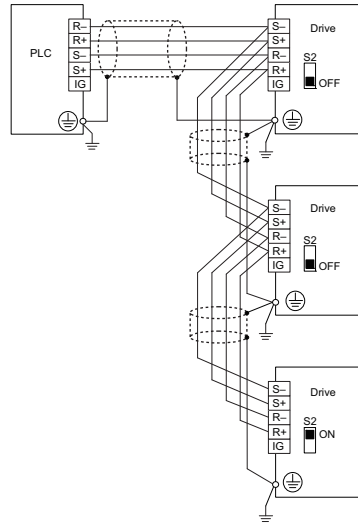 PLC
R–
R+
S–
S+
IG
S–
S+
R–
R+
IG
Drive
S2
OFF
S–
S+
R–
R+
IG
Drive
S2
OFF
S–
S+
R–
R+
IG
Drive
S2
ON